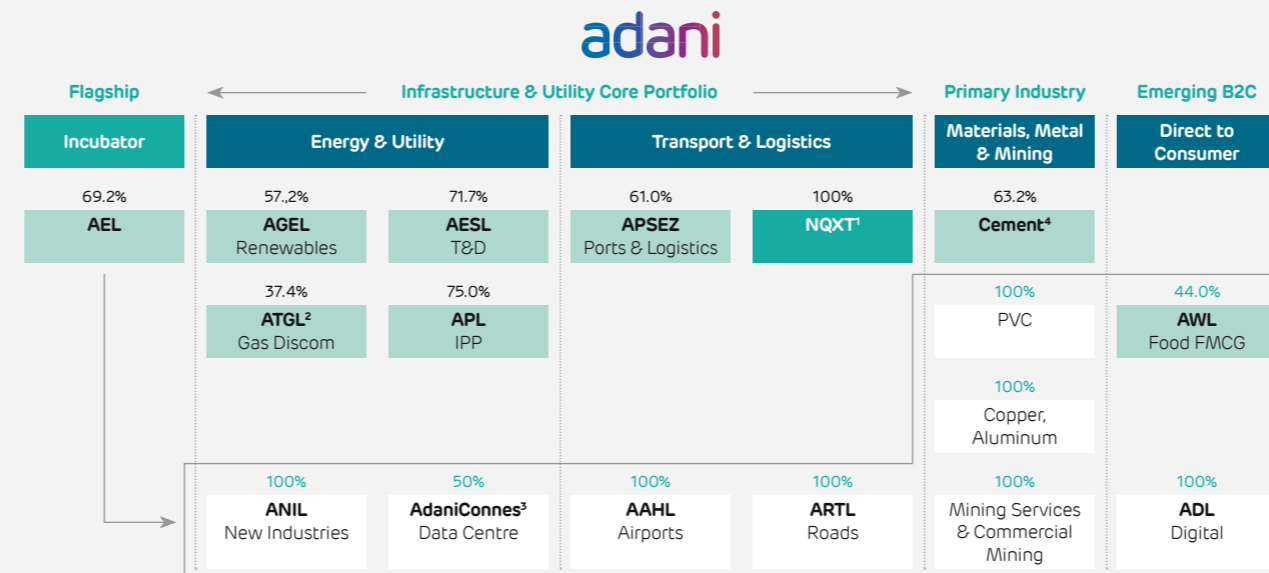 adani
Flagship
Infrastructure & Utility Core Portfolio
Primary Industry
Emerging B2C
Incubator
Energy & Utility
Transport & Logistics
Materials, Metal
& Mining
Direct to
Consumer
69.2%
AEL
57.,2%
AGEL
Renewables
71.7%
AESL
T&D
61.0%
APSEZ
Ports & Logistics
100%
NQXT¹
63.2%
Cement⁴
37.4%
ATGL²
Gas Discom
75.0%
APL
IPP
100%
PVC
44.0%
AWL
Food FMCG
100%
Copper,
Aluminum
100%
ANIL
New Industries
50%
AdaniConnes³
Data Centre
100%
AAHL
Airports
100%
ARTL
Roads
100%
Mining Services
& Commercial
Mining
100%
ADL
Digital